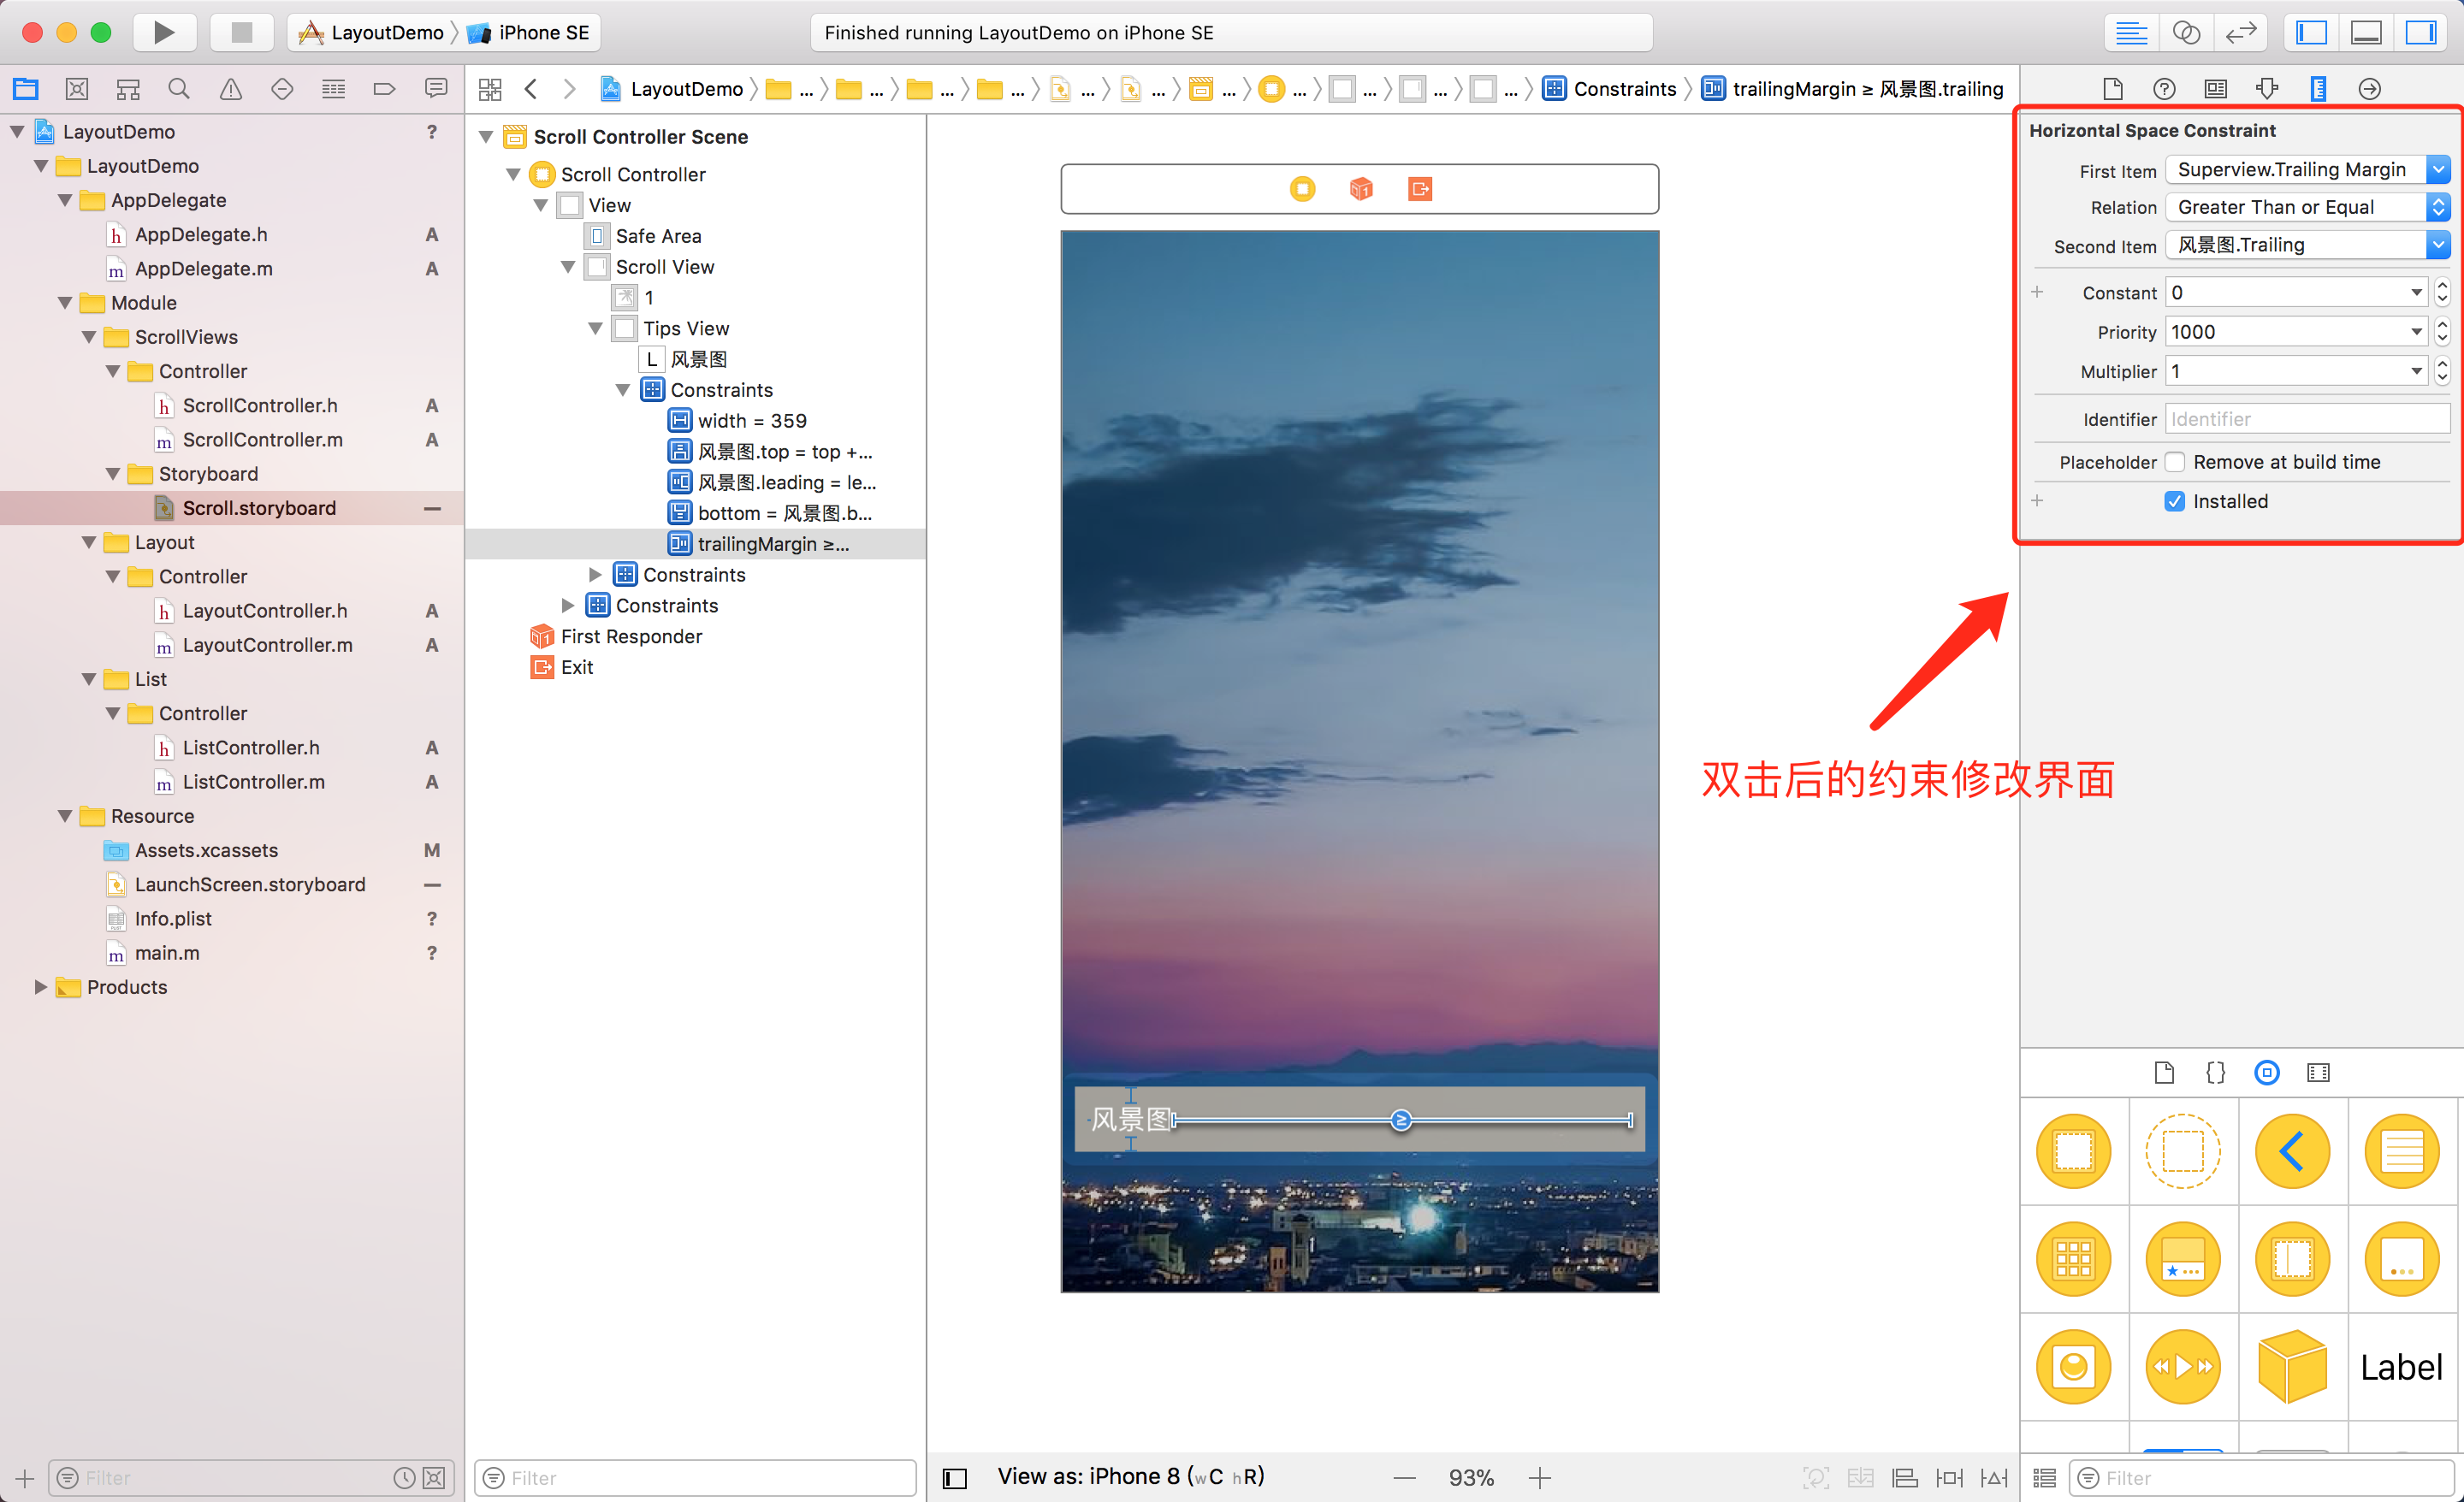 LayoutDemo 〉 iPhone SE
Finished running LayoutDemo on iPhone SE
LayoutDemo 〉 ... 〉 ... 〉 ... 〉 ... 〉 ... 〉 ... 〉 ... 〉 ... 〉 ... 〉 ... 〉 ... 〉 Constraints 〉 trailingMargin ≥ 风景图.trailing
LayoutDemo ?
LayoutDemo
AppDelegate
h AppDelegate.h A
m AppDelegate.m A
Module
ScrollViews
Controller
h ScrollController.h A
m ScrollController.m A
Storyboard
Scroll.storyboard —
Layout
Controller
h LayoutController.h A
m LayoutController.m A
List
Controller
h ListController.h A
m ListController.m A
Resource
Assets.xcassets M
LaunchScreen.storyboard —
Info.plist ?
m main.m ?
Products
Filter
Scroll Controller Scene
Scroll Controller
View
Safe Area
Scroll View
1
Tips View
L 风景图
Constraints
width = 359
风景图.top = top +...
风景图.leading = le...
bottom = 风景图.b...
trailingMargin ≥...
Constraints
Constraints
First Responder
Exit
Filter
风景图 ≥
双击后的约束修改界面
View as: iPhone 8 (wC hR)
— 93% +
Horizontal Space Constraint
First Item Superview.Trailing Margin
Relation Greater Than or Equal
Second Item 风景图.Trailing
+ Constant 0
Priority 1000
Multiplier 1
Identifier Identifier
Placeholder Remove at build time
+ Installed
{}
Label
Filter